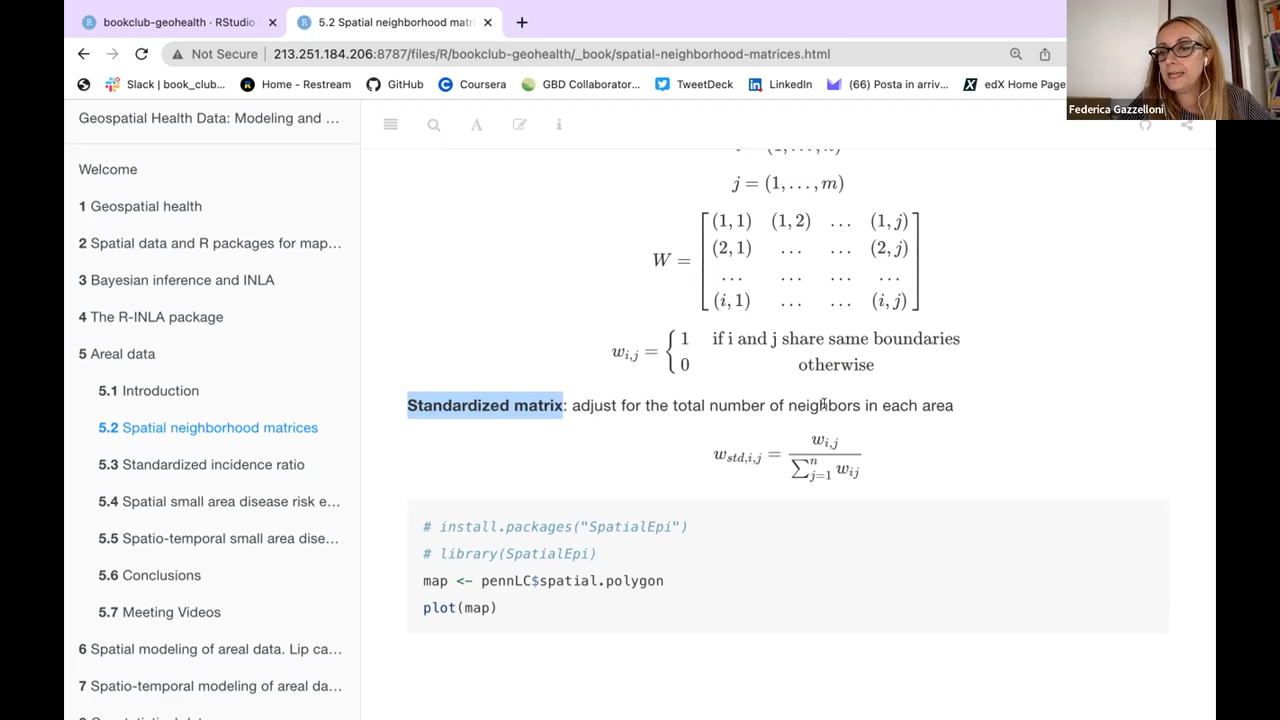 bookclub-geohealth · RStudio
5.2 Spatial neighborhood matri
Not Secure | 213.251.184.206:8787/files/R/bookclub-geohealth/_book/spatial-neighborhood-matrices.html
Slack | book_club...
Home - Restream
GitHub
Coursera
GBD Collaborator...
TweetDeck
LinkedIn
(66) Posta in arriv...
edX Home Page
Federica Gazzelloni
Geospatial Health Data: Modeling and ...
Welcome
1 Geospatial health
2 Spatial data and R packages for map...
3 Bayesian inference and INLA
4 The R-INLA package
5 Areal data
5.1 Introduction
5.2 Spatial neighborhood matrices
5.3 Standardized incidence ratio
5.4 Spatial small area disease risk e...
5.5 Spatio-temporal small area dise...
5.6 Conclusions
5.7 Meeting Videos
6 Spatial modeling of areal data. Lip ca...
7 Spatio-temporal modeling of areal da...
j = (1, . . . , m)
W = [(1, 1) (1, 2) … (1, j)
(2, 1) … … (2, j)
… … … …
(i, 1) … … (i, j)]
w_{i,j} = { 1 if i and j share same boundaries
0 otherwise
Standardized matrix: adjust for the total number of neighbors in each area
w_{std,i,j} = w_{i,j} / ∑_{j=1}^{n} w_{ij}
# install.packages("SpatialEpi")
# library(SpatialEpi)
map <- pennLC$spatial.polygon
plot(map)